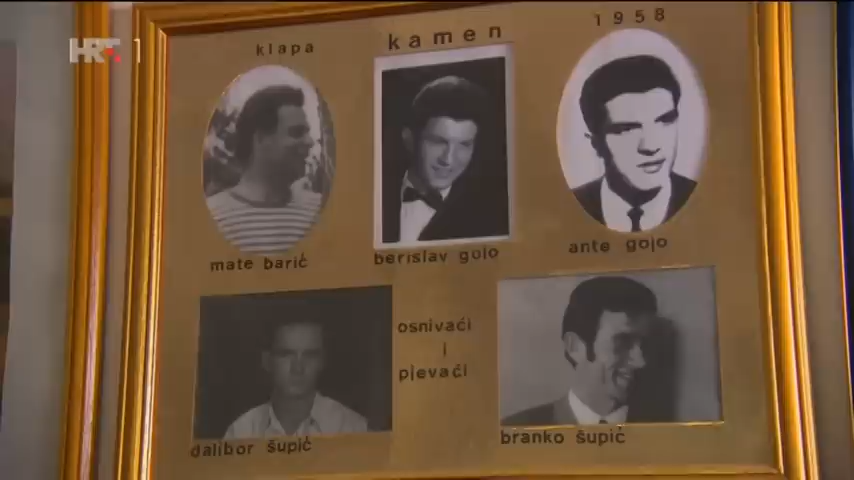 HRT 1
klapa
kamen
1958
mate barić
berislav gojo
ante gojo
osnivači
i
pjevači
dalibor šupić
branko šupić